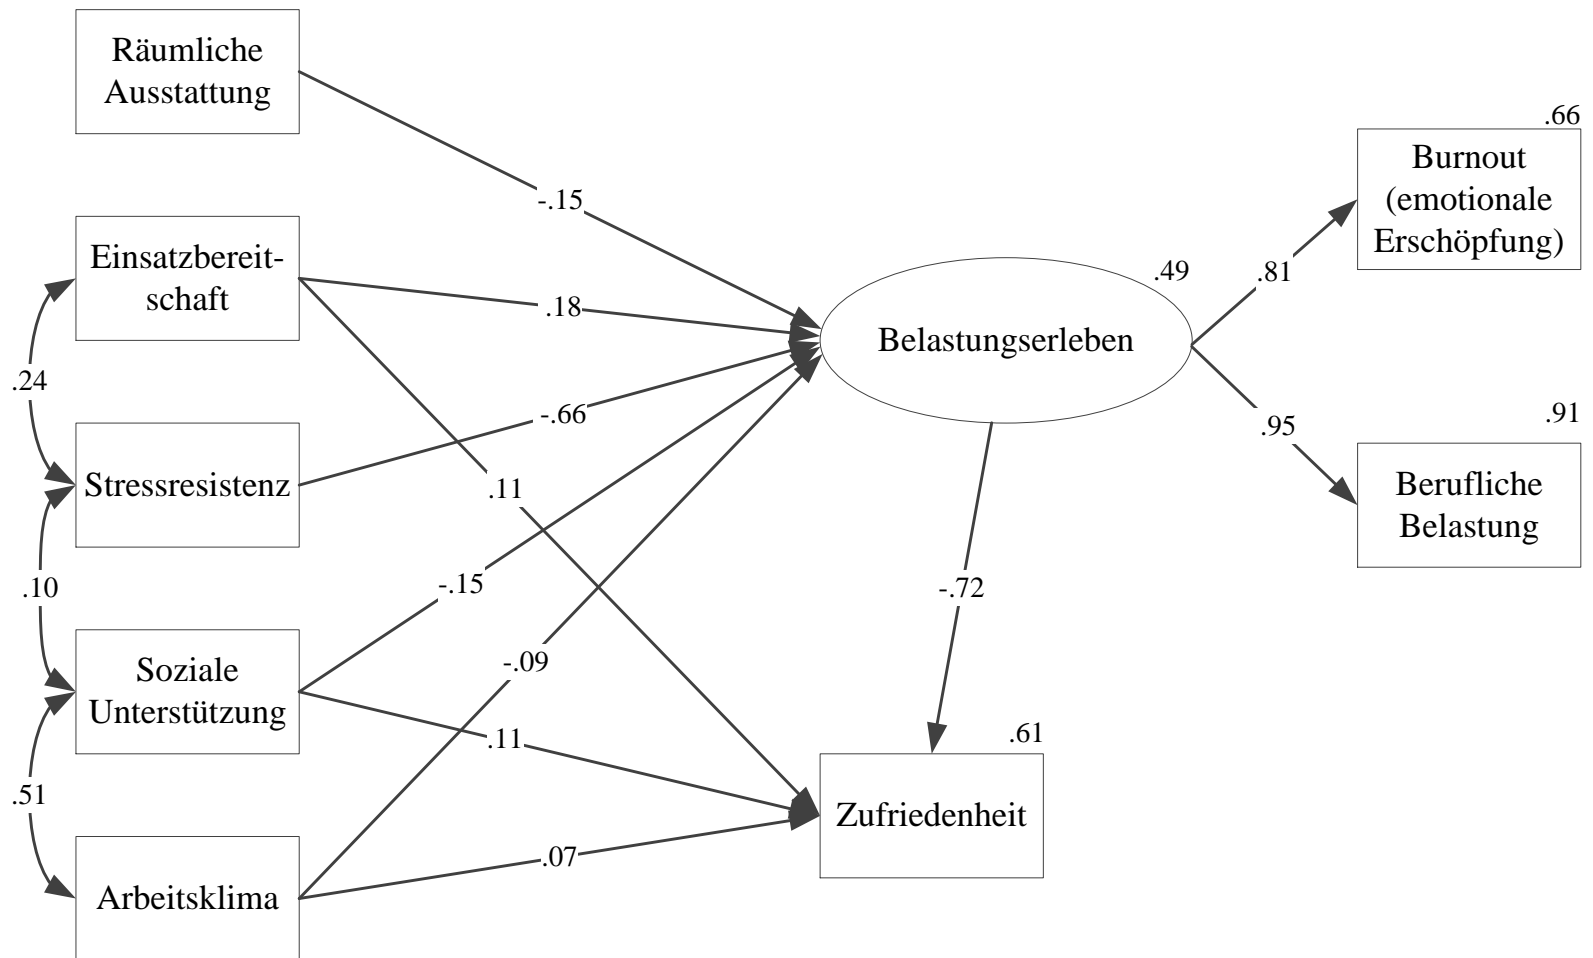 Räumliche
Ausstattung
-.15
.66
Burnout
(emotionale
Erschöpfung)
Einsatzbereit-
schaft
.18
.49
.81
Belastungserleben
.24
Stressresistenz
-.66
.95
.91
Berufliche
Belastung
.11
.10
-.15
-.72
Soziale
Unterstützung
-.09
.11
.61
Zufriedenheit
.51
.07
Arbeitsklima